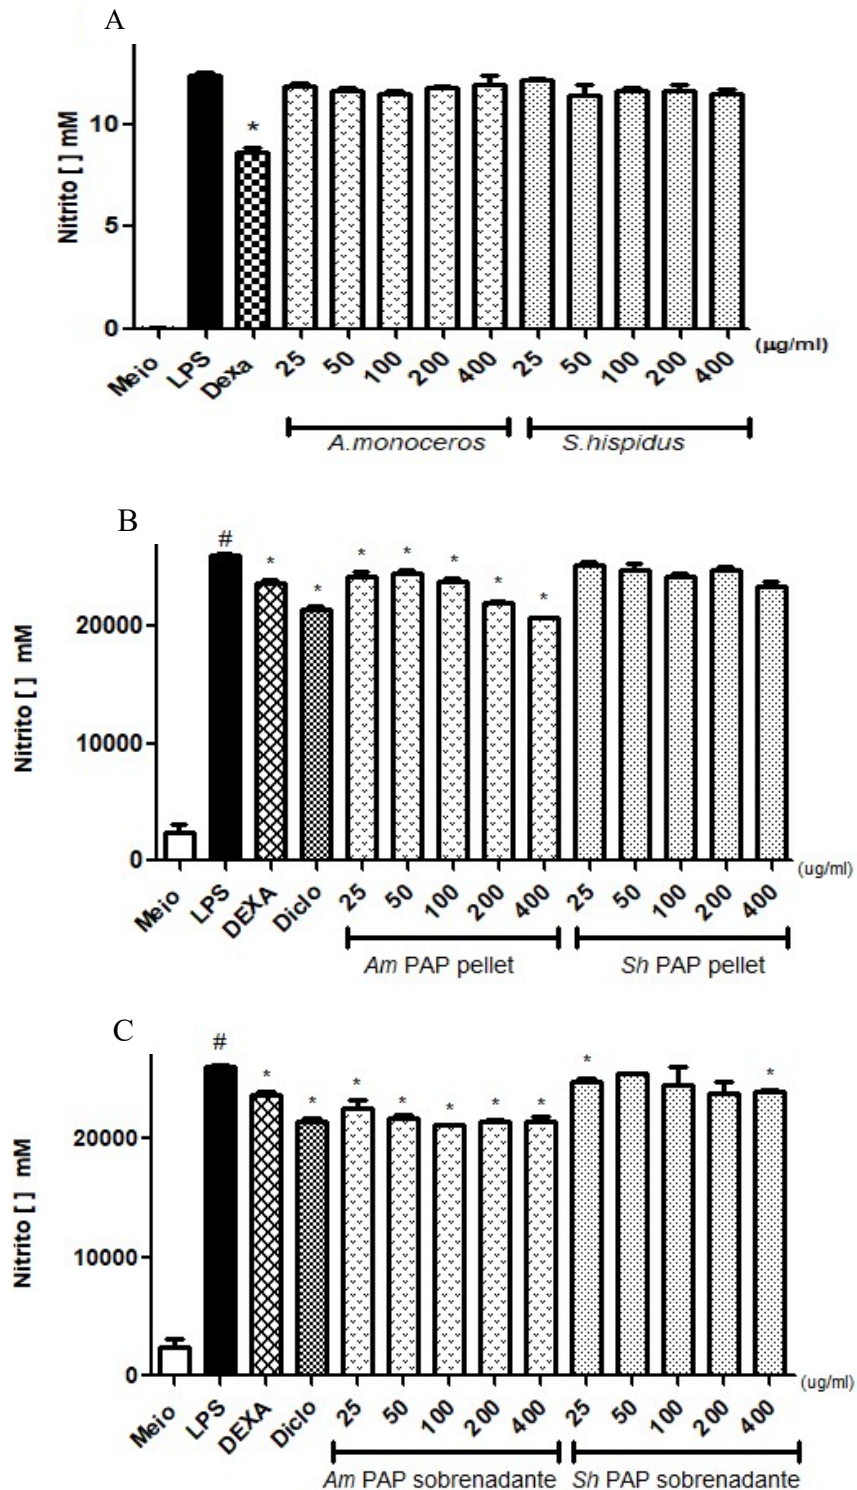 A
Nitrito [ ] mM
10
5
0
*
Meio LPS Dexa 25 50 100 200 400 25 50 100 200 400 (µg/ml)
A.monoceros S.hispidus
B
Nitrito [ ] mM
20000
10000
0
# * * * * * * *
Meio LPS DEXA Diclo 25 50 100 200 400 25 50 100 200 400 (ug/ml)
Am PAP pellet Sh PAP pellet
C
Nitrito [ ] mM
20000
10000
0
# * * * * * * * * *
Meio LPS DEXA Diclo 25 50 100 200 400 25 50 100 200 400 (ug/ml)
Am PAP sobrenadante Sh PAP sobrenadante